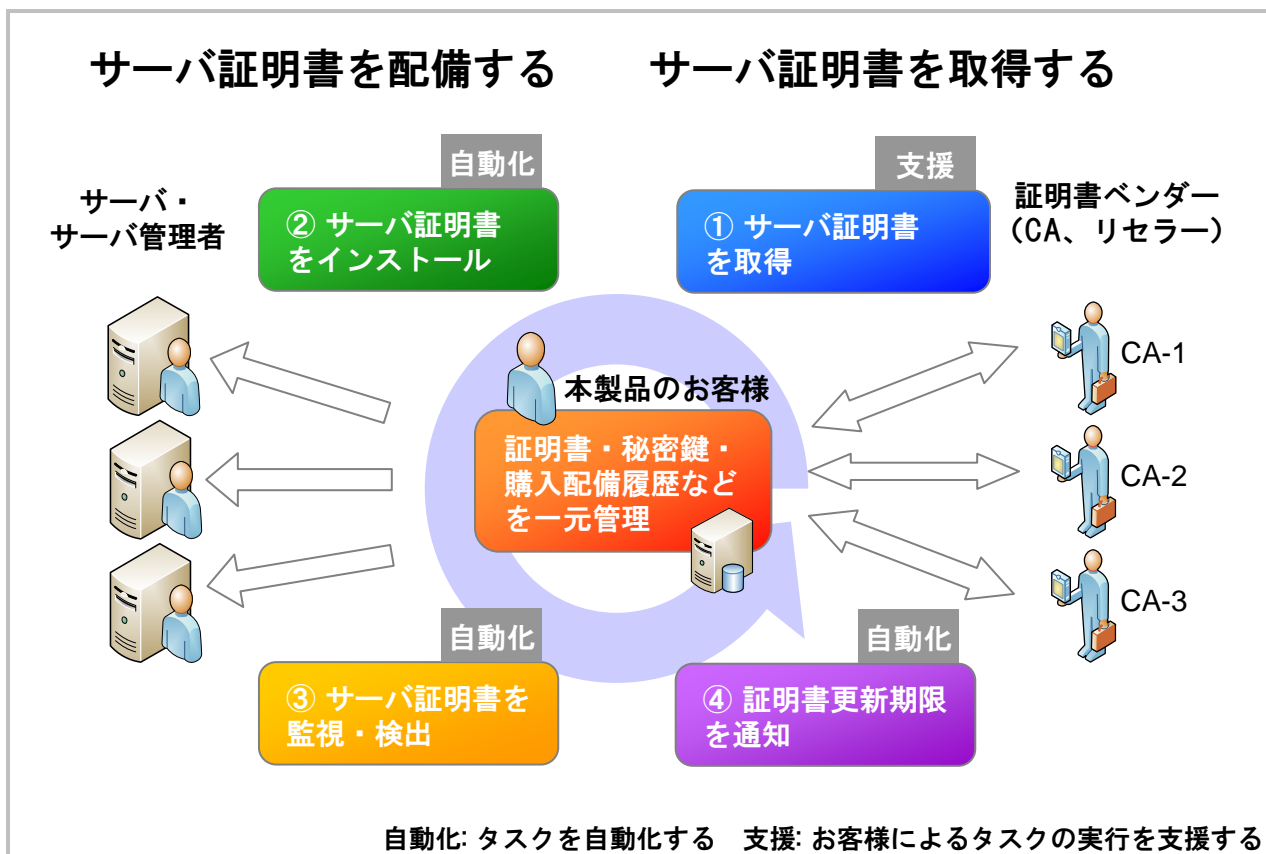 サーバ証明書を配備する
サーバ証明書を取得する
自動化
支援
サーバ・
サーバ管理者
② サーバ証明書
をインストール
① サーバ証明書
を取得
証明書ベンダー
（CA、リセラー）
本製品のお客様
証明書・秘密鍵・
購入配備履歴など
を一元管理
CA-1
CA-2
CA-3
自動化
自動化
③ サーバ証明書を
監視・検出
④ 証明書更新期限
を通知
自動化: タスクを自動化する　支援: お客様によるタスクの実行を支援する